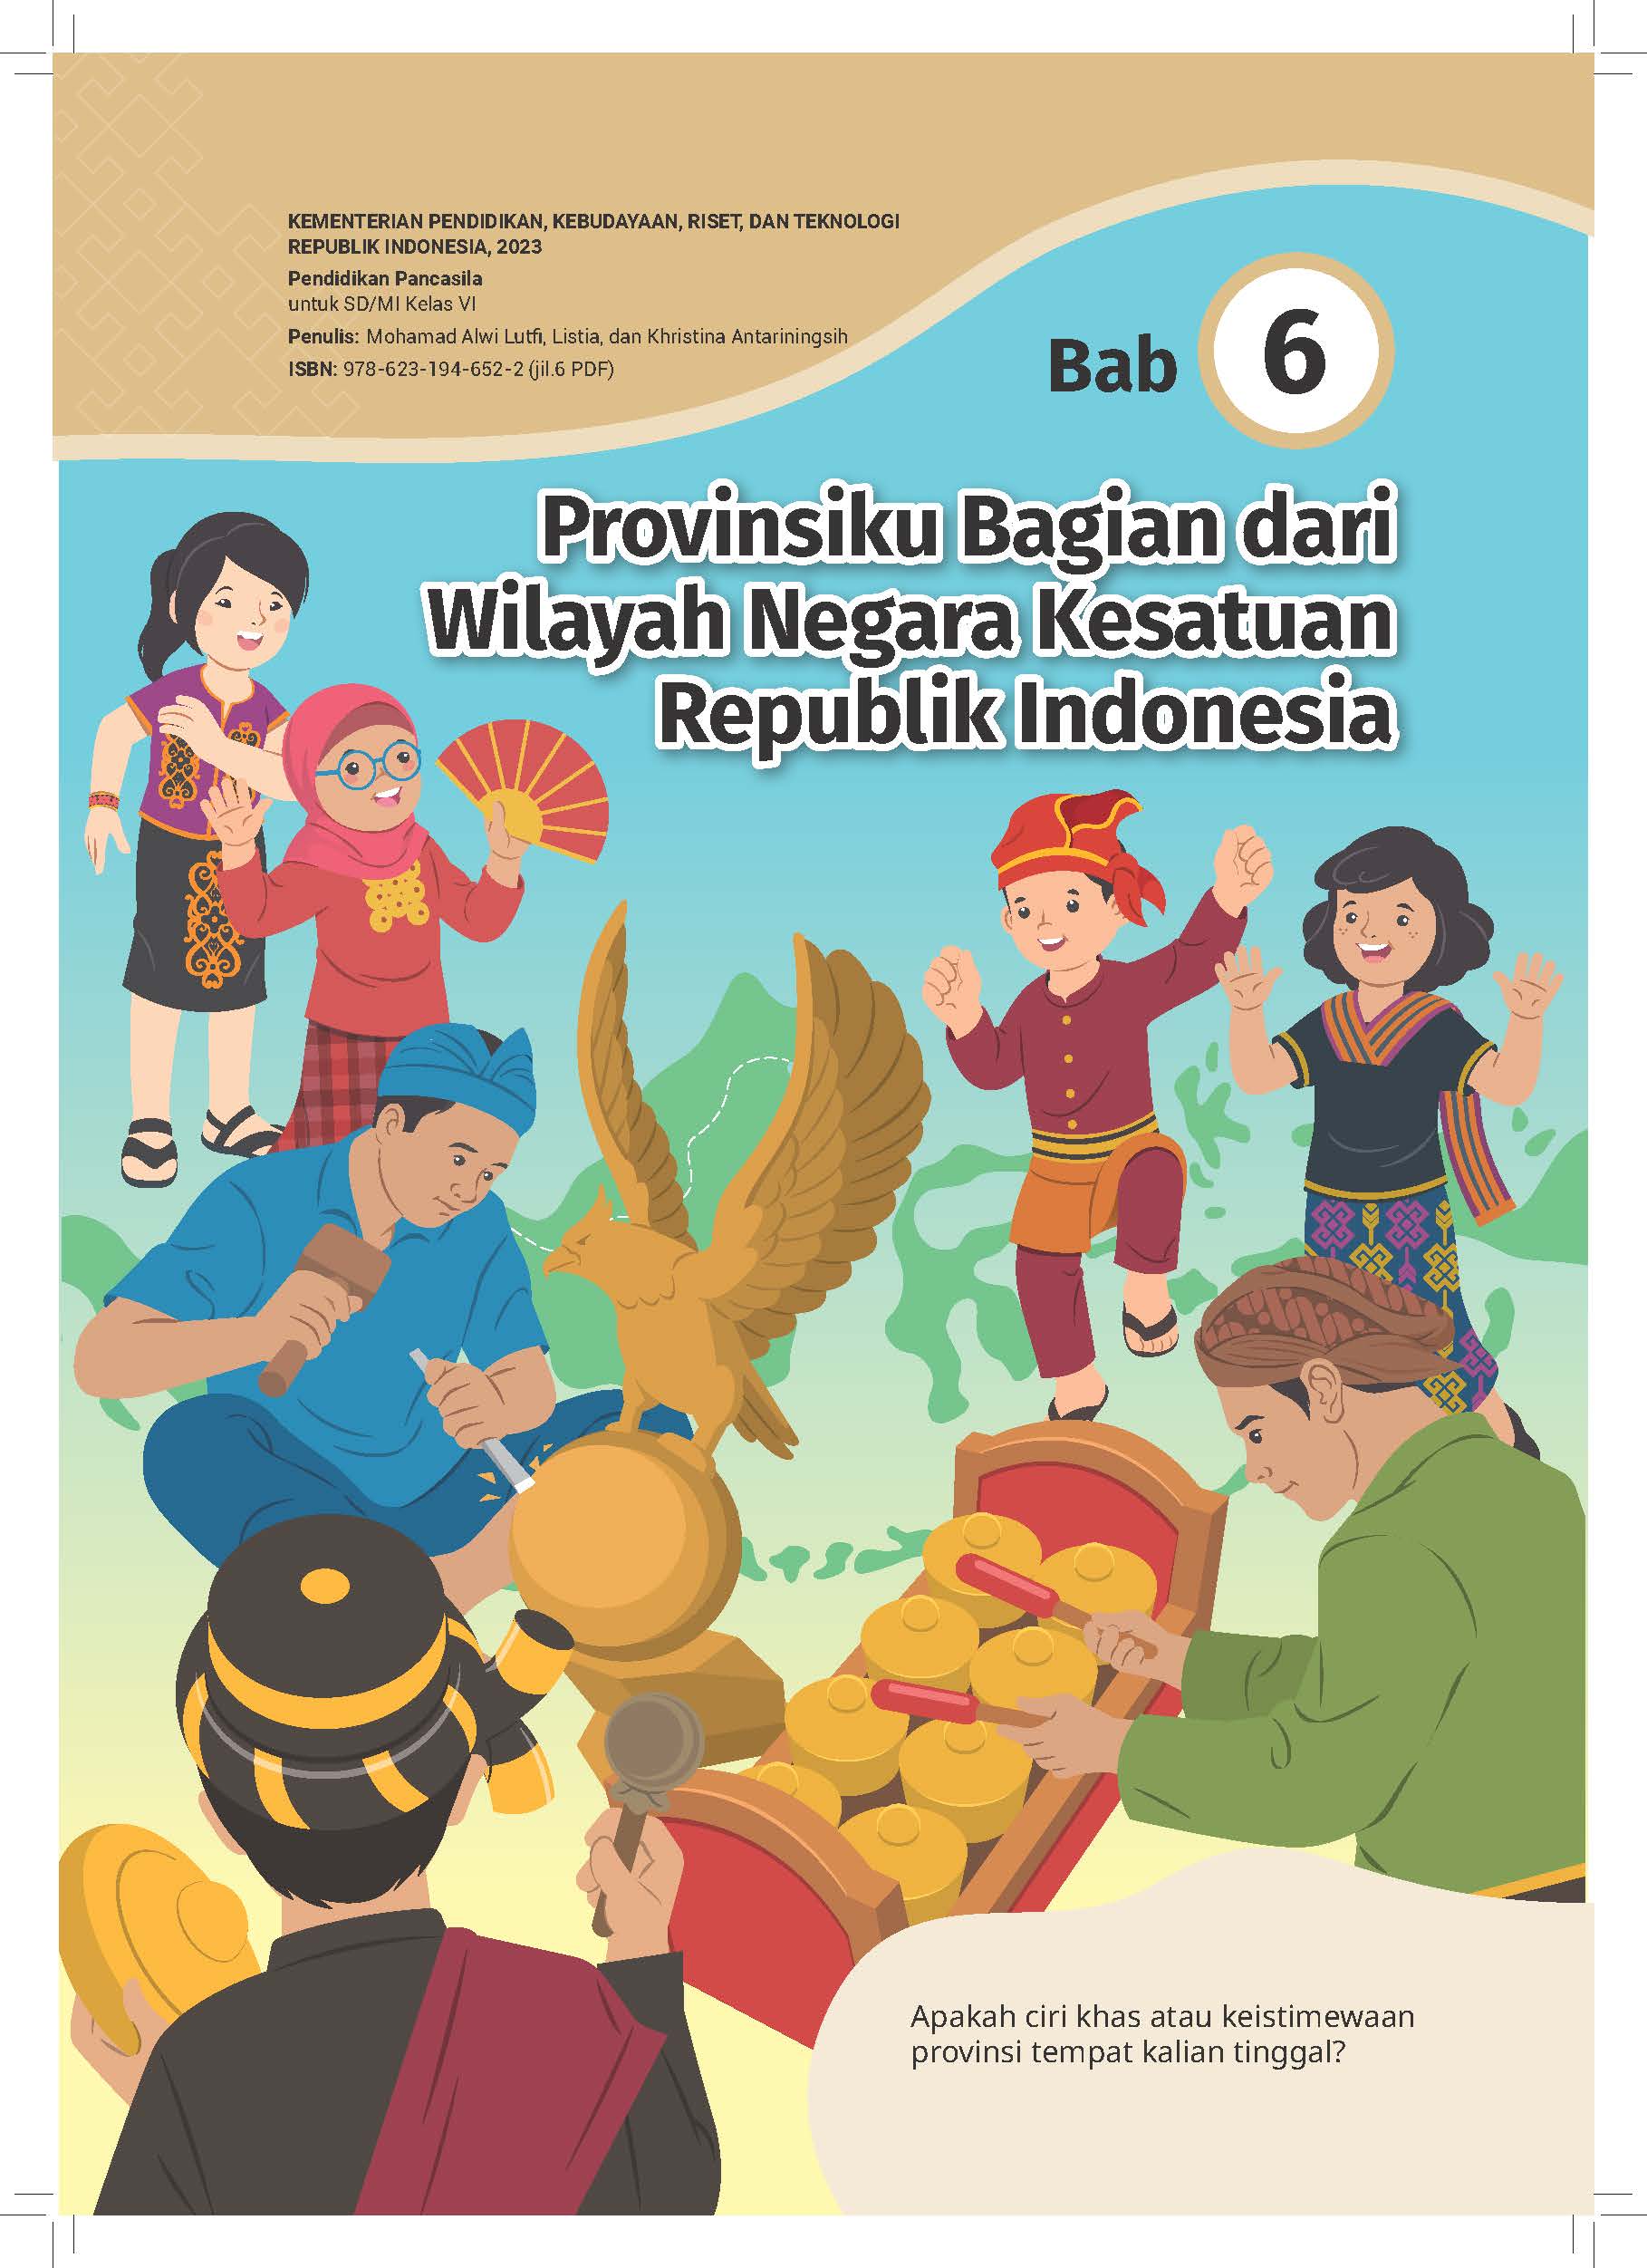 KEMENTERIAN PENDIDIKAN, KEBUDAYAAN, RISET, DAN TEKNOLOGI
REPUBLIK INDONESIA, 2023
Pendidikan Pancasila
untuk SD/MI Kelas VI
Penulis: Mohamad Alwi Lutfi, Listia, dan Khristina Antariningsih
ISBN: 978-623-194-652-2 (jil.6 PDF)
Bab 6
Provinsiku Bagian dari
Wilayah Negara Kesatuan
Republik Indonesia
Apakah ciri khas atau keistimewaan
provinsi tempat kalian tinggal?